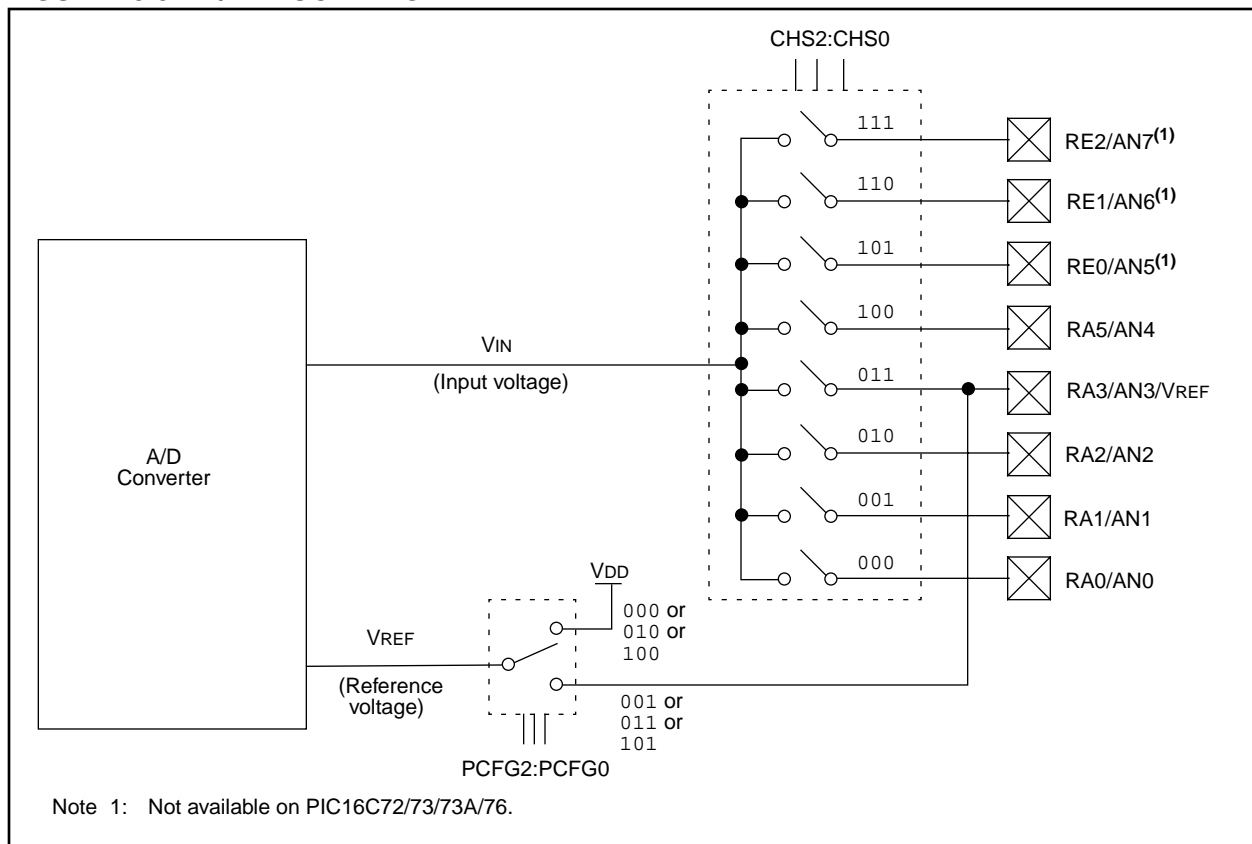 CHS2:CHS0
111
RE2/AN7(1)
110
RE1/AN6(1)
101
RE0/AN5(1)
100
RA5/AN4
VIN
(Input voltage)
011
RA3/AN3/VREF
010
RA2/AN2
A/D
Converter
001
RA1/AN1
000
RA0/AN0
VDD
000 or
010 or
100
VREF
(Reference
voltage)
001 or
011 or
101
PCFG2:PCFG0
Note 1: Not available on PIC16C72/73/73A/76.